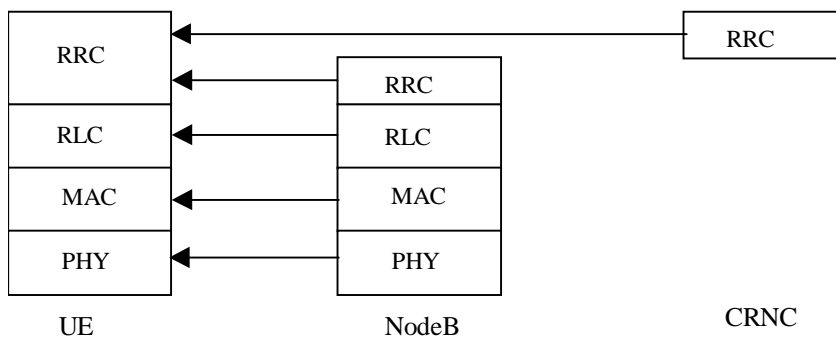 RRC
RRC
RRC
RLC
RLC
MAC
MAC
PHY
PHY
UE
NodeB
CRNC